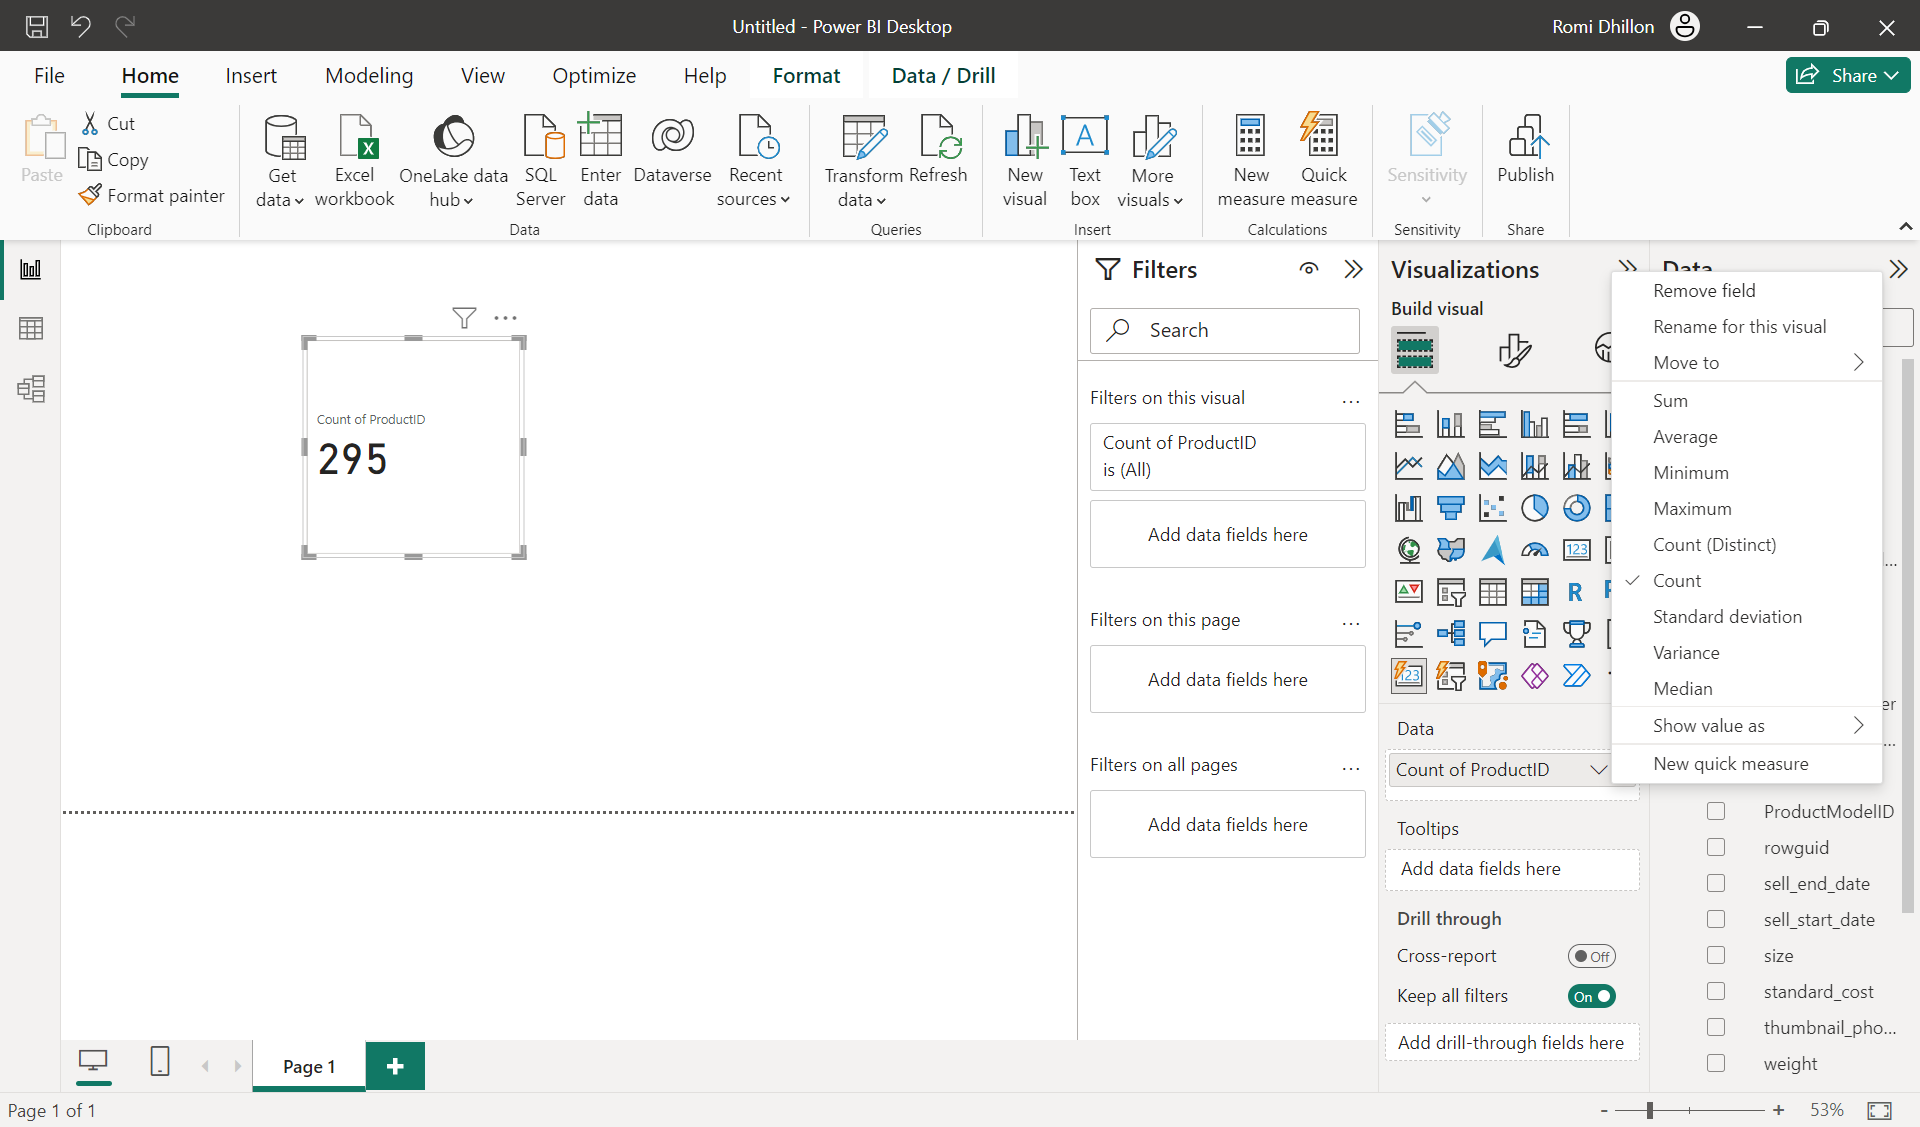 Untitled - Power BI Desktop
Romi Dhillon
File
Home
Insert
Modeling
View
Optimize
Help
Format
Data / Drill
Share
Paste
Cut
Copy
Format painter
Clipboard
Get
data
Excel
workbook
OneLake data
hub
SQL
Server
Enter
data
Dataverse
Recent
sources
Data
Transform
data
Refresh
Queries
New
visual
Text
box
More
visuals
Insert
New
measure
Quick
measure
Calculations
Sensitivity
Sensitivity
Publish
Share
Count of ProductID
295
Filters
Search
Filters on this visual
...
Count of ProductID
is (All)
Add data fields here
Filters on this page
...
Add data fields here
Filters on all pages
...
Add data fields here
Visualizations
Build visual
123
R
123
Data
Count of ProductID
Tooltips
Add data fields here
Drill through
Cross-report
Off
Keep all filters
On
Add drill-through fields here
Data
Remove field
Rename for this visual
Move to
Sum
Average
Minimum
Maximum
Count (Distinct)
Count
Standard deviation
Variance
Median
Show value as
New quick measure
...
er
...
ProductModelID
rowguid
sell_end_date
sell_start_date
size
standard_cost
thumbnail_pho...
weight
Page 1
+
Page 1 of 1
-
+
53%